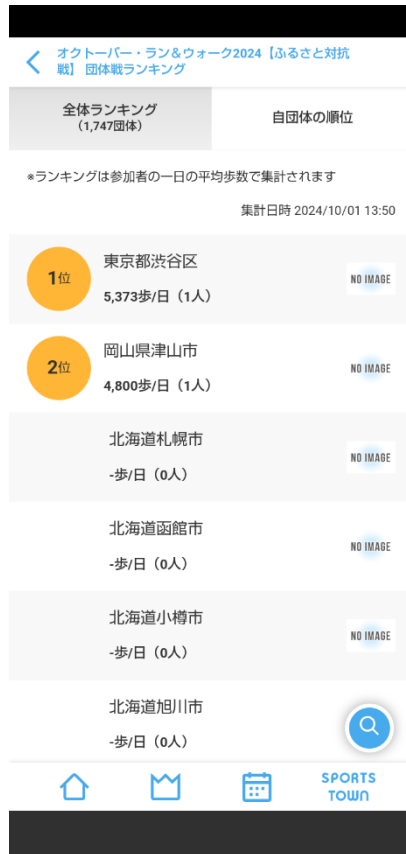 オクトーバー・ラン＆ウォーク2024【ふるさと対抗
戦】団体戦ランキング
全体ランキング
（1,747団体）
自団体の順位
※ランキングは参加者の一日の平均歩数で集計されます
集計日時 2024/10/01 13:50
1位
東京都渋谷区
5,373歩/日（1人）
NO IMAGE
2位
岡山県津山市
4,800歩/日（1人）
NO IMAGE
北海道札幌市
-歩/日（0人）
NO IMAGE
北海道函館市
-歩/日（0人）
NO IMAGE
北海道小樽市
-歩/日（0人）
NO IMAGE
北海道旭川市
-歩/日（0人）
SPORTS
TOWN